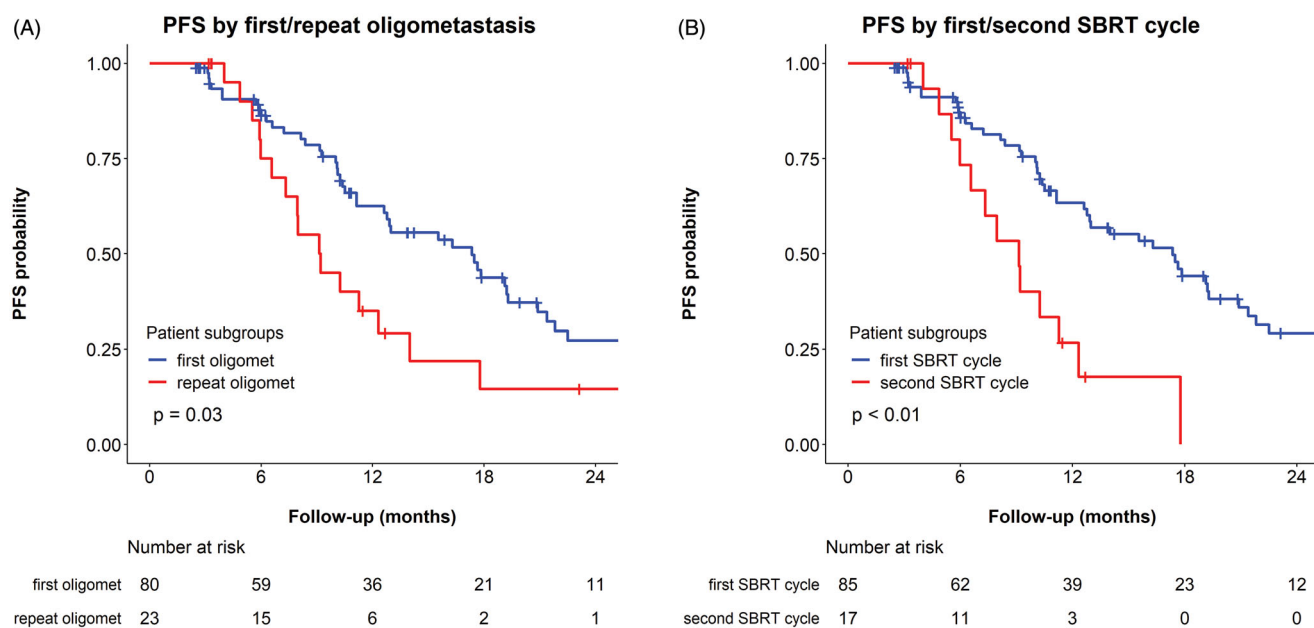 (A)
PFS by first/repeat oligometastasis
1.00
0.75
0.50
0.25
0.00
PFS probability
Patient subgroups
first oligomet
repeat oligomet
p = 0.03
0 6 12 18 24
Follow-up (months)
Number at risk
first oligomet 80 59 36 21 11
repeat oligomet 23 15 6 2 1
(B)
PFS by first/second SBRT cycle
1.00
0.75
0.50
0.25
0.00
PFS probability
Patient subgroups
first SBRT cycle
second SBRT cycle
p < 0.01
0 6 12 18 24
Follow-up (months)
Number at risk
first SBRT cycle 85 62 39 23 12
second SBRT cycle 17 11 3 0 0